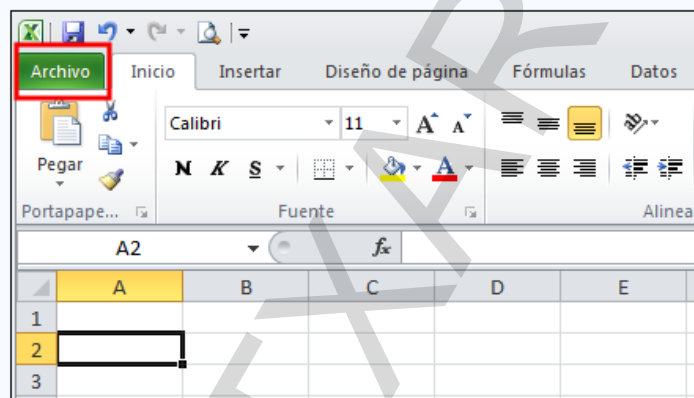 Archivo Inicio Insertar Diseño de página Fórmulas Datos
Calibri 11 A A
Pegar N K S A
Portapape... Fuente Alinea
A2 fx
A B C D E
1
2
3